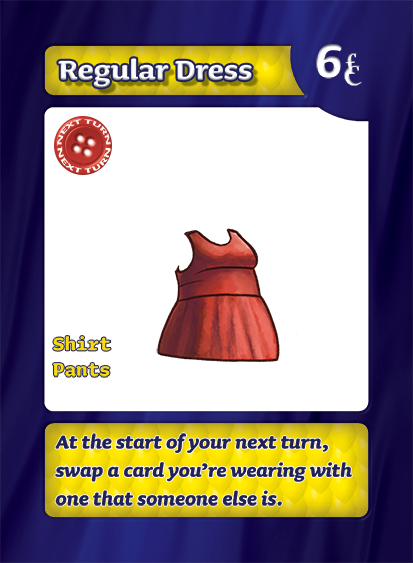 Regular Dress
6
NEXT TURN
NEXT TURN
Shirt
Pants
At the start of your next turn,
swap a card you're wearing with
one that someone else is.